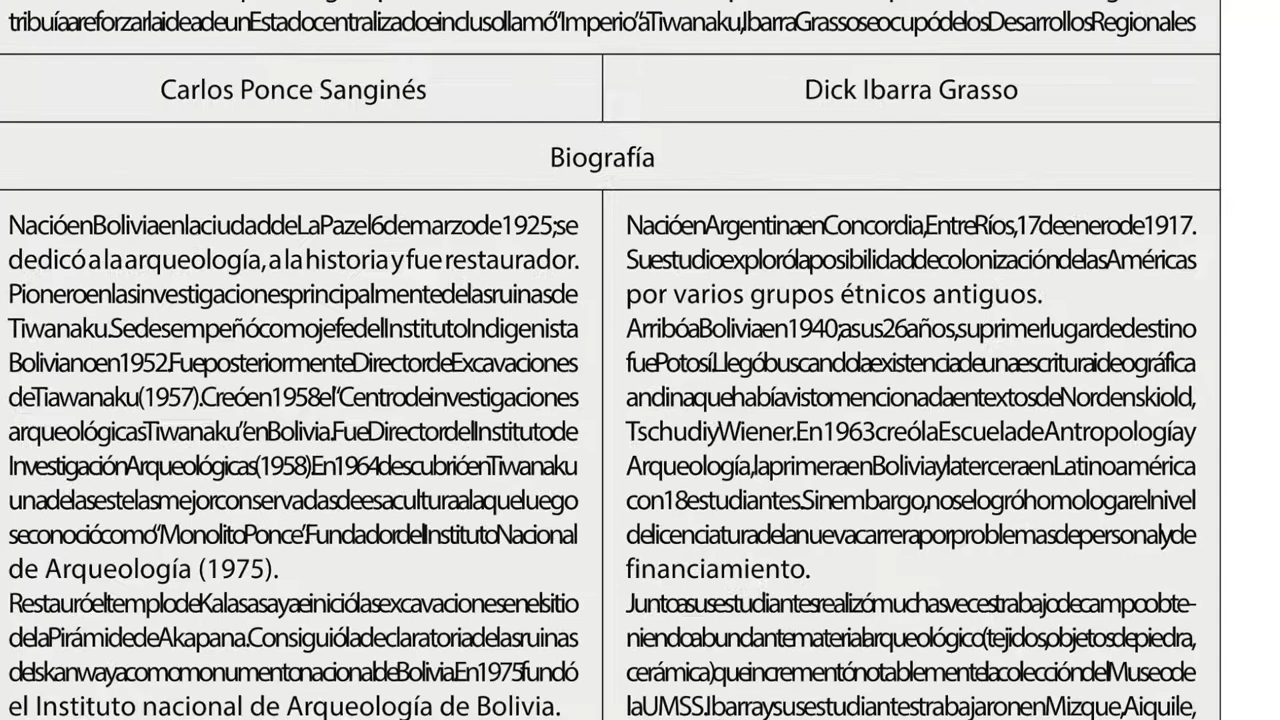 tribuía a reforzar la idea de un Estado centralizado e incluso llamó “Imperio” a Tiwanaku, Ibarra Grasso se ocupó de los Desarrollos Regionales
Carlos Ponce Sanginés
Dick Ibarra Grasso
Biografía
Nació en Bolivia en la ciudad de La Paz el 6 de marzo de 1925; se
dedicó a la arqueología, a la historia y fue restaurador.
Pionero en las investigaciones principalmente de las ruinas de
Tiwanaku. Se desempeñó como jefe del Instituto Indigenista
Boliviano en 1952. Fue posteriormente Director de Excavaciones
de Tiawanaku (1957). Creó en 1958 el “Centro de investigaciones
arqueológicas Tiwanaku” en Bolivia. Fue Director del Instituto de
Investigación Arqueológicas (1958) En 1964 descubrió en Tiwanaku
una de las estelas mejor conservadas de esa cultura a la que luego
se conoció como “Monolito Ponce”. Fundador del Instituto Nacional
de Arqueología (1975).
Restauró el templo de Kalasasaya e inició las excavaciones en el sitio
de la Pirámide de Akapana. Consiguió la declaratoria de las ruinas
de Iskanwaya como monumento nacional de Bolivia. En 1975 fundó
el Instituto nacional de Arqueología de Bolivia.
Nació en Argentina en Concordia, Entre Ríos, 17 de enero de 1917.
Su estudio exploró la posibilidad de colonización de las Américas
por varios grupos étnicos antiguos.
Arribó a Bolivia en 1940; a sus 26 años, su primer lugar de destino
fue Potosí. Llegó buscando la existencia de una escritura ideográfica
andina que había visto mencionada en textos de Nordenskiold,
Tschudi y Wiener. En 1963 creó la Escuela de Antropología y
Arqueología, la primera en Bolivia y la tercera en Latinoamérica
con 18 estudiantes. Sin embargo, no se logró homologar el nivel
de licenciatura de la nueva carrera por problemas de personal y de
financiamiento.
Junto a sus estudiantes realizó muchas veces trabajo de campo obte-
niendo abundante material arqueológico (tejidos, objetos de piedra,
cerámica) que incrementó notablemente la colección del Museo de
la UMSS. Ibarra y sus estudiantes trabajaron en Mizque, Aiquile,